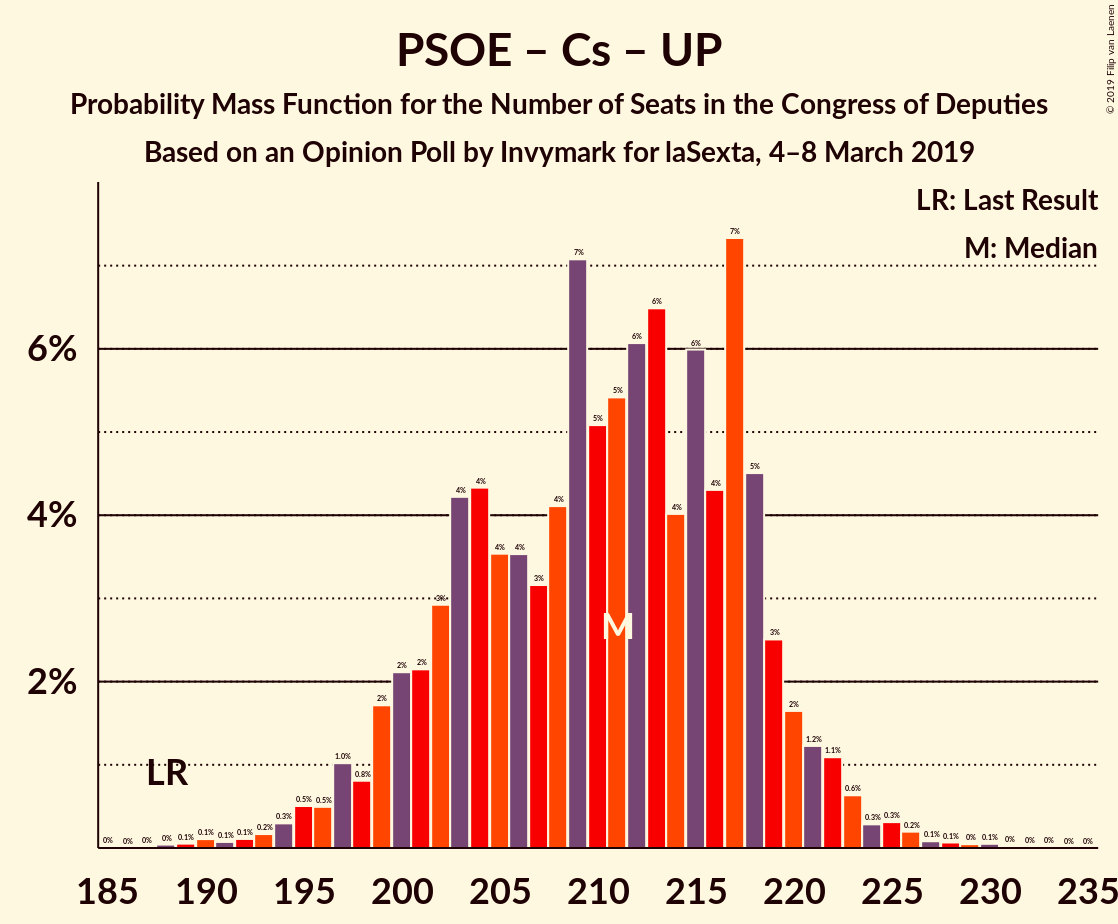 PSOE – Cs – UP
Probability Mass Function for the Number of Seats in the Congress of Deputies
Based on an Opinion Poll by Invymark for laSexta, 4–8 March 2019
© 2019 Filip van Laenen
LR: Last Result
M: Median
6%
4%
2%
0% 0% 0% 0% 0.1% 0.1% 0.1% 0.1% 0.2% 0.3% 0.5% 0.5% 1.0% 0.8% 2% 2% 2% 3% 4% 4% 4% 4% 3% 4% 7% 5% 5% 6% 6% 4% 6% 4% 7% 5% 3% 2% 1.2% 1.1% 0.6% 0.3% 0.3% 0.2% 0.1% 0.1% 0% 0.1% 0% 0% 0% 0% 0%
M
LR
185 190 195 200 205 210 215 220 225 230 235